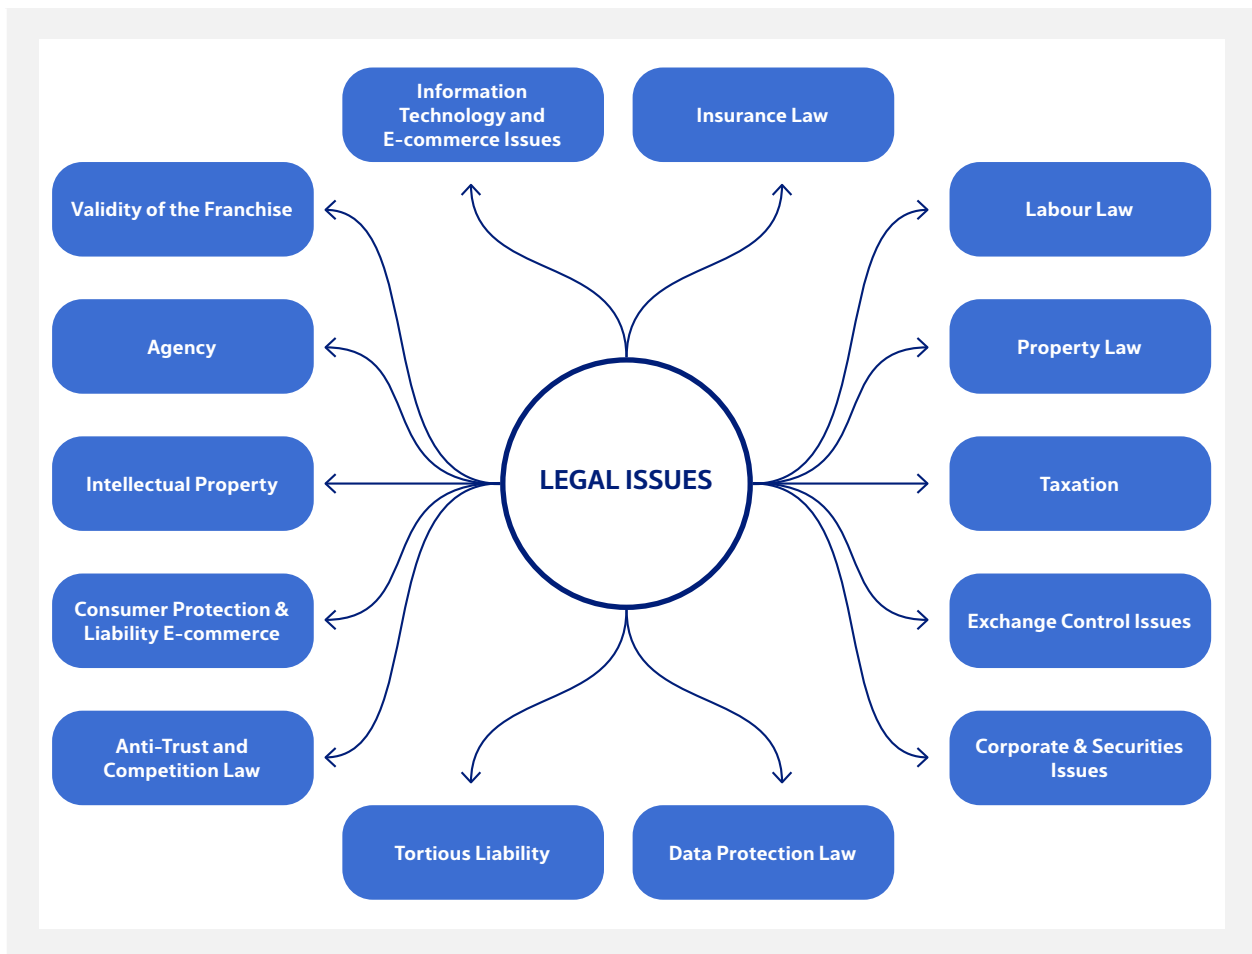 Information
Technology and
E-commerce Issues
Insurance Law
Validity of the Franchise
Labour Law
Agency
Property Law
Intellectual Property
LEGAL ISSUES
Taxation
Consumer Protection &
Liability E-commerce
Exchange Control Issues
Anti-Trust and
Competition Law
Corporate & Securities
Issues
Tortious Liability
Data Protection Law